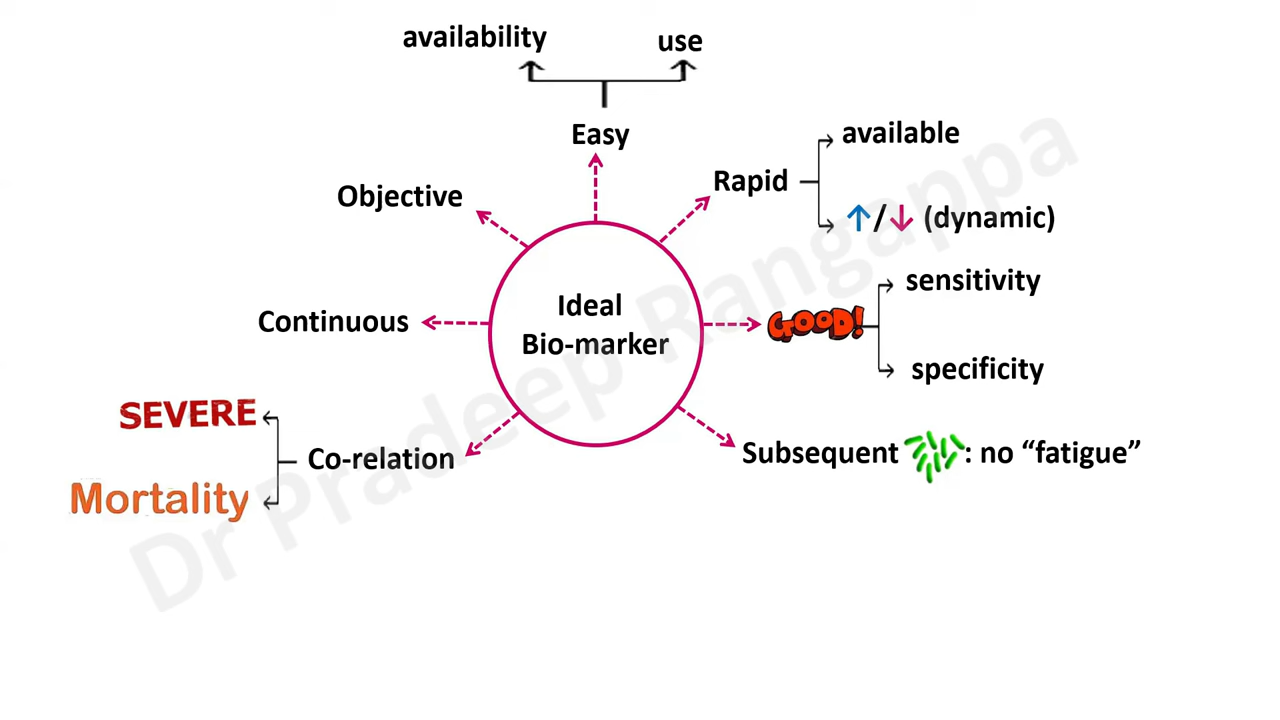 availability
use
Easy
Rapid
available
↑/↓ (dynamic)
Objective
Ideal
Bio-marker
GOOD!
sensitivity
specificity
Continuous
Co-relation
SEVERE
Mortality
Subsequent : no “fatigue”
Dr Pradeep Rangappa